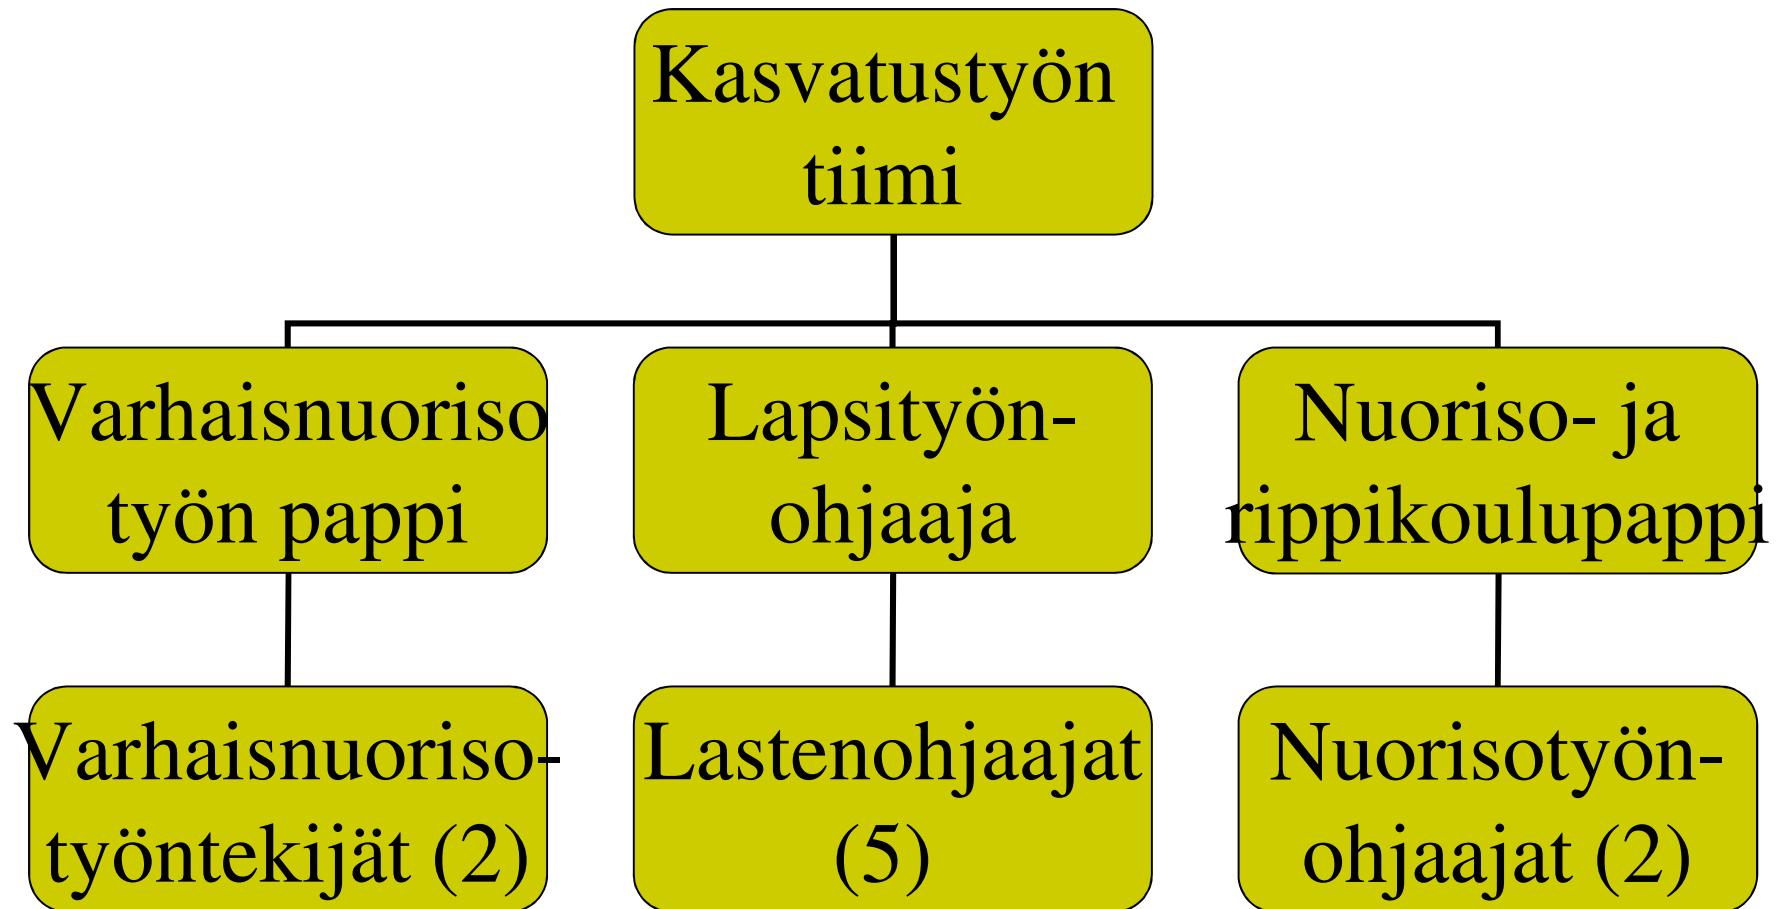 Kasvatustyön
tiimi
Varhaisnuoriso
työn pappi
Lapsityön-
ohjaaja
Nuoriso- ja
rippikoulupappi
Varhaisnuoriso-
työntekijät (2)
Lastenohjaajat
(5)
Nuorisotyön-
ohjaajat (2)